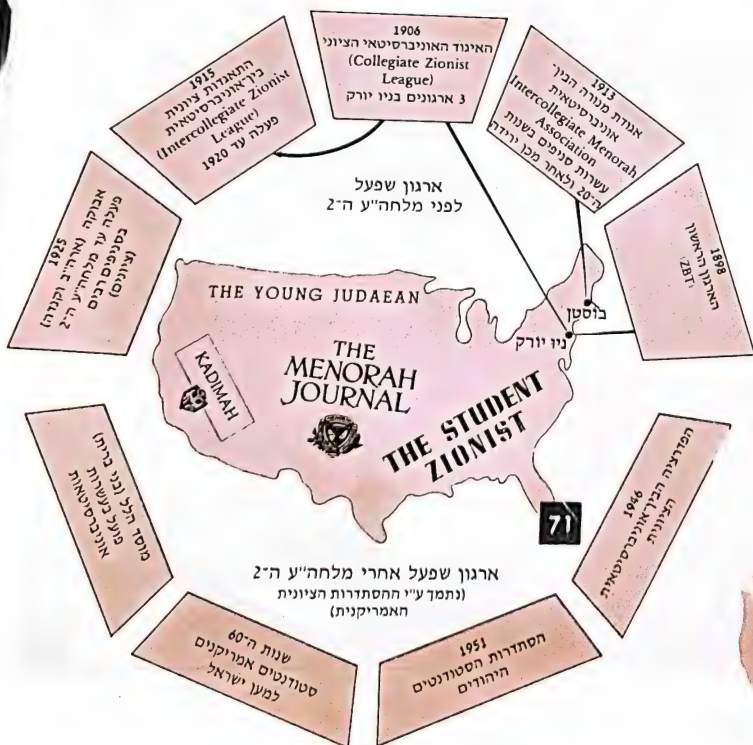 1906
האיגוד האוניברסיטאי הציוני
(Collegiate Zionist
League)
3 ארגונים בניו יורק
1913
אגודת מנורה הבין־
אוניברסיטאית
Intercollegiate Menorah
Association
עשרות סניפים בשנות
ה־20 ולאחר מכן ירידה
1898
הארגון הראשון
(ZBT)
1915
התאגדות ציונית
בין־אוניברסיטאית
(Intercollegiate Zionist
League)
פעלה עד 1920
1925
אבוקה (ארה״ב וקנדה)
פעלה עד מלחה״ע ה־2
בסניפים רבים
(ציונים)
ארגון שפעל
לפני מלחה״ע ה־2
THE YOUNG JUDAEAN
בוסטן
ניו יורק
KADIMAH
THE
MENORAH
JOURNAL
THE STUDENT
ZIONIST
71
ארגון שפעל אחרי מלחה״ע ה־2
(נתמך ע״י ההסתדרות הציונית
האמריקנית)
1946
הפדרציה הבין־אוניברסיטאית
הציונית
1951
הסתדרות הסטודנטים
היהודים
שנות ה־60
סטודנטים אמריקנים
למען ישראל
מוסד הלל (בני ברית)
פועל בעשרות
אוניברסיטאות